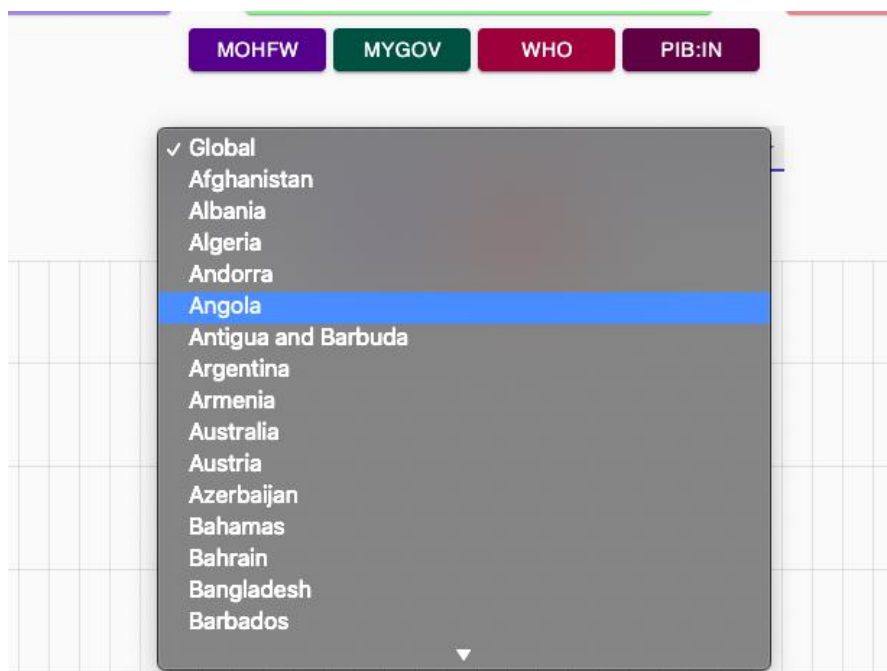 MOHFW MYGOV WHO PIB:IN
✓ Global
Afghanistan
Albania
Algeria
Andorra
Angola
Antigua and Barbuda
Argentina
Armenia
Australia
Austria
Azerbaijan
Bahamas
Bahrain
Bangladesh
Barbados